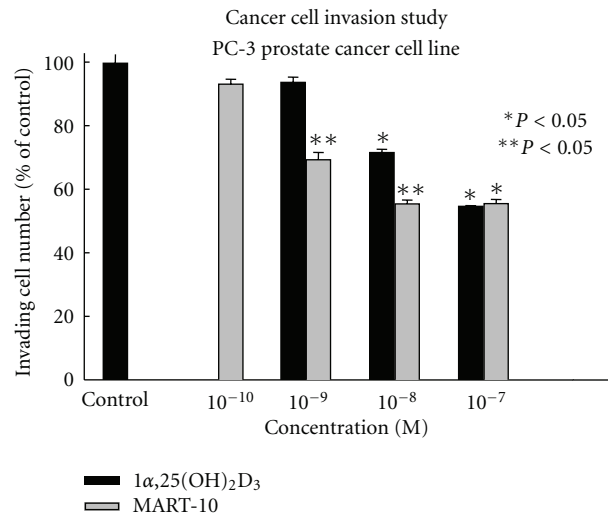 Cancer cell invasion study
PC-3 prostate cancer cell line
Invading cell number (% of control)
100
80
60
40
20
0
** * ** * *
*P < 0.05
**P < 0.05
Control 10⁻¹⁰ 10⁻⁹ 10⁻⁸ 10⁻⁷
Concentration (M)
1α,25(OH)₂D₃
MART-10